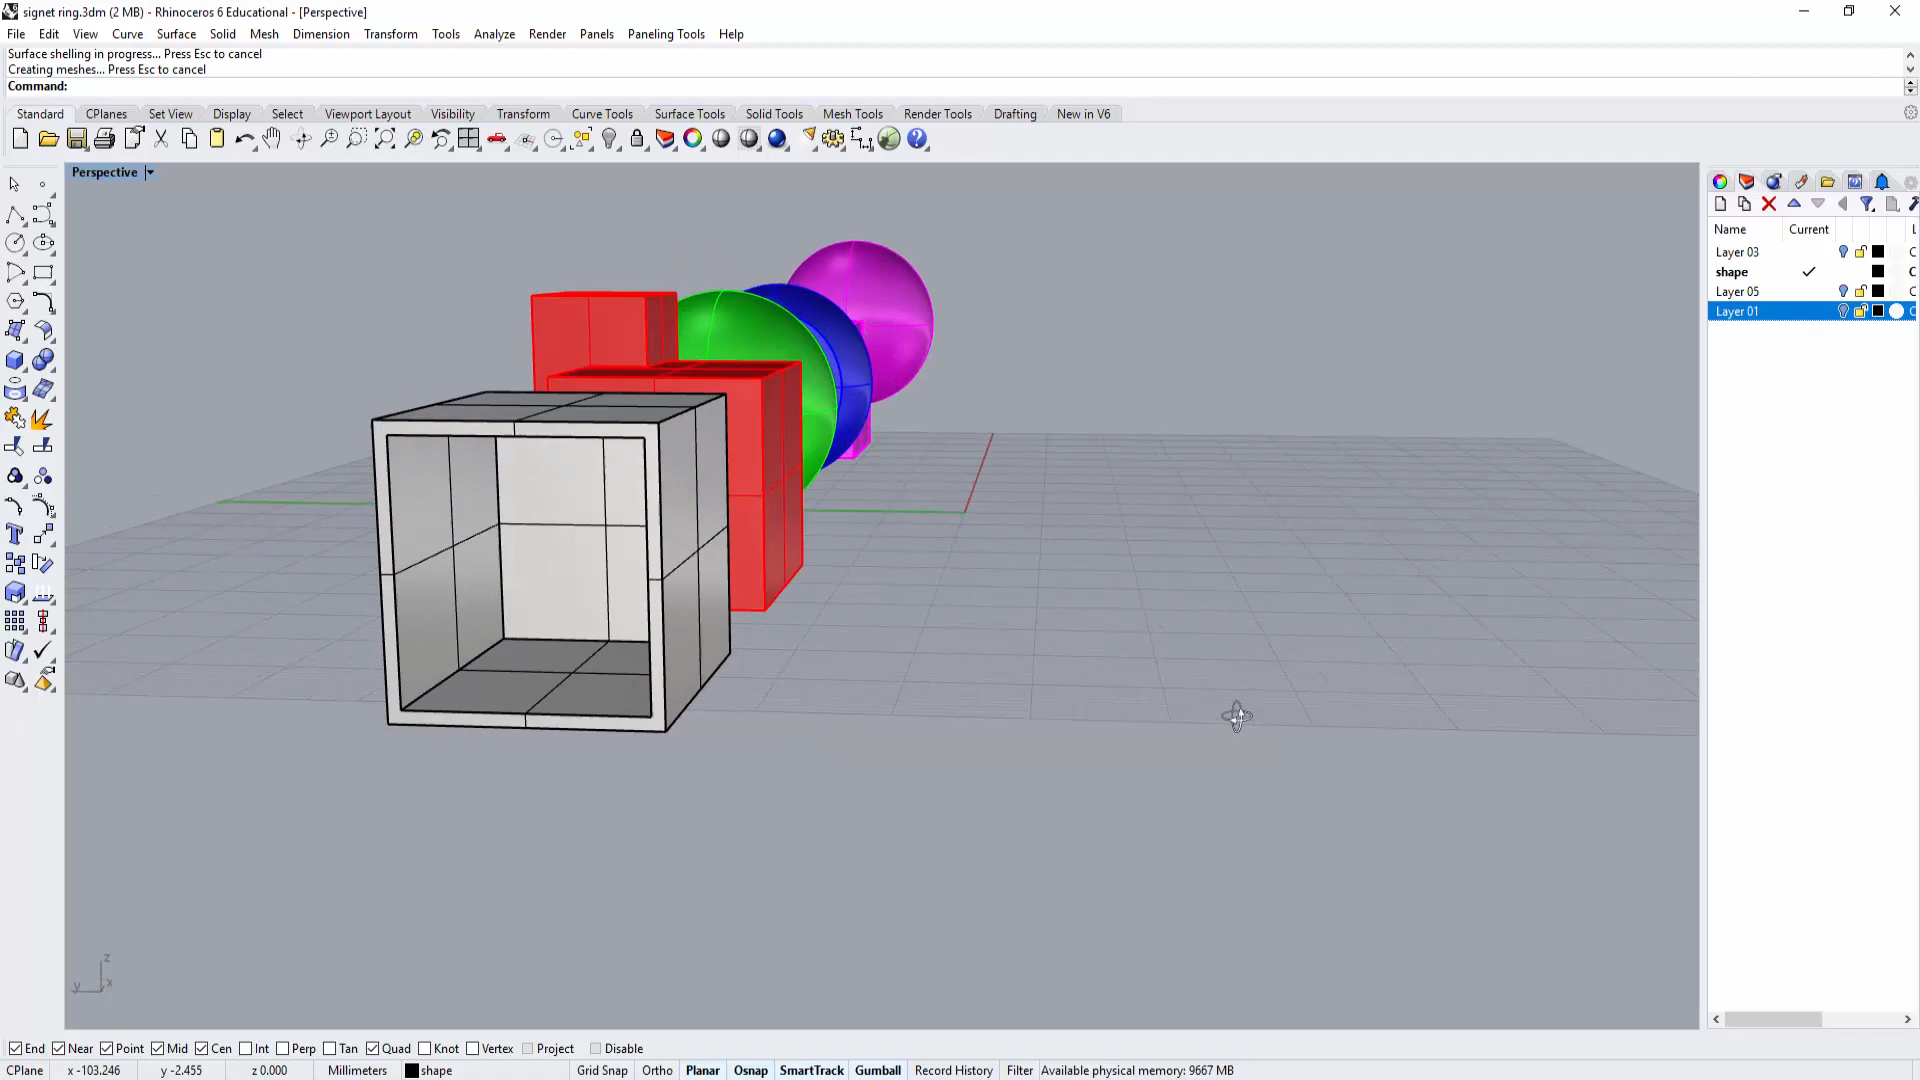 signet ring.3dm (2 MB) - Rhinoceros 6 Educational - [Perspective]
File Edit View Curve Surface Solid Mesh Dimension Transform Tools Analyze Render Panels Paneling Tools Help
Surface shelling in progress... Press Esc to cancel
Creating meshes... Press Esc to cancel
Command:
Standard CPlanes Set View Display Select Viewport Layout Visibility Transform Curve Tools Surface Tools Solid Tools Mesh Tools Render Tools Drafting New in V6
Perspective
Name Current L
Layer 03 C
shape C
Layer 05 C
Layer 01 C
z
y x
End Near Point Mid Cen Int Perp Tan Quad Knot Vertex Project Disable
CPlane x -103.246 y -2.455 z 0.000 Millimeters shape Grid Snap Ortho Planar Osnap SmartTrack Gumball Record History Filter Available physical memory: 9667 MB